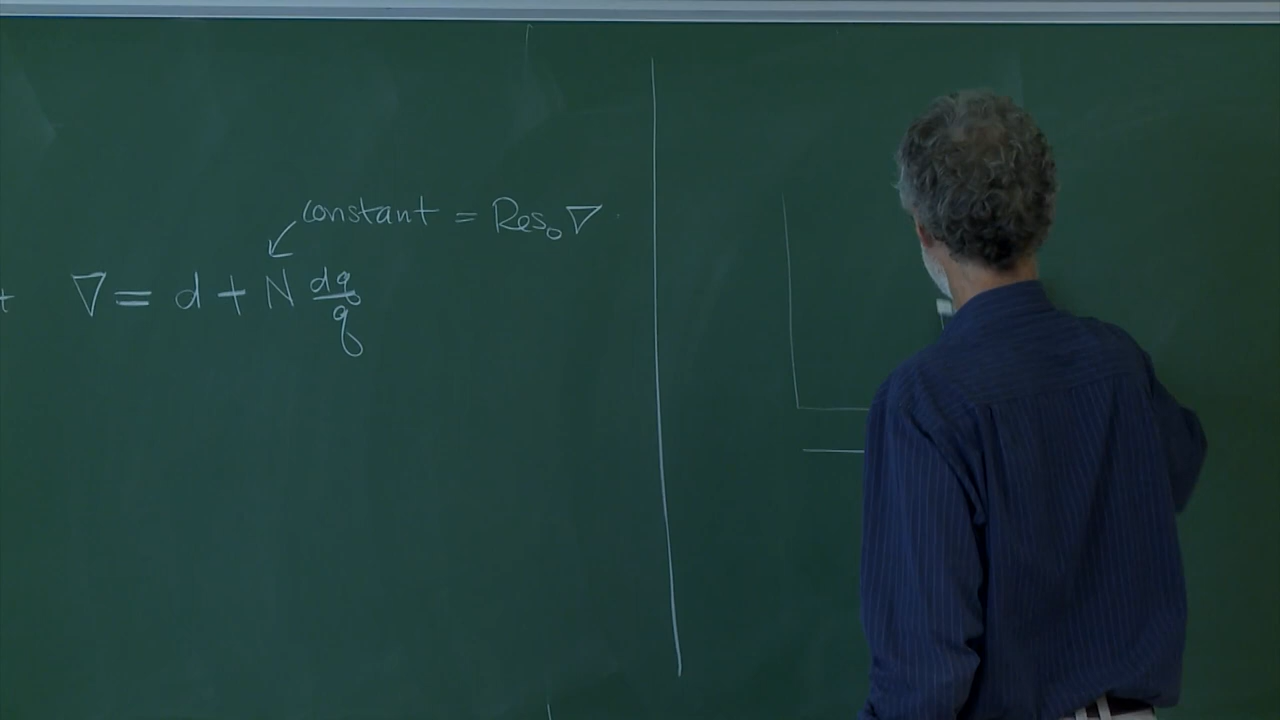 constant = Res₀ ∇
∇ = d + N dq/q